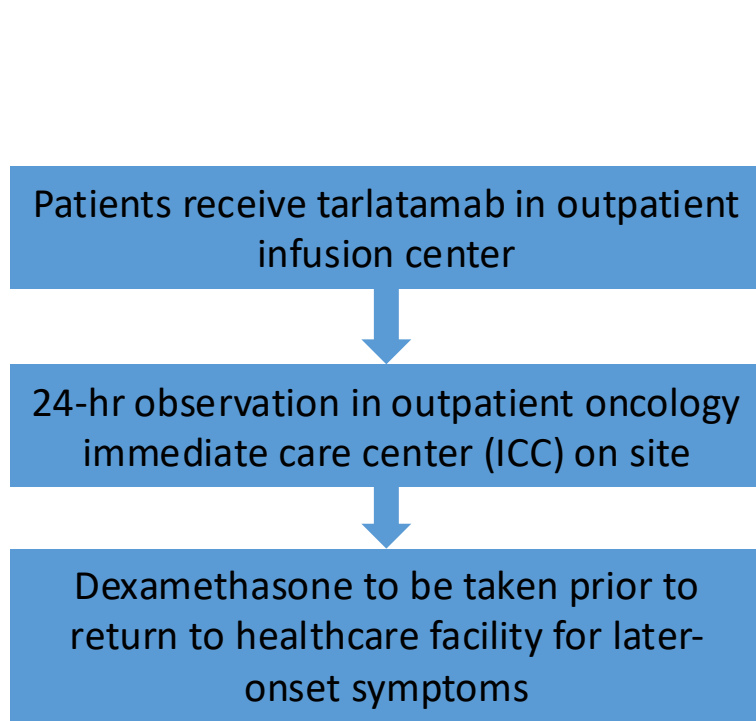 Patients receive tarlatamab in outpatient
infusion center
24-hr observation in outpatient oncology
immediate care center (ICC) on site
Dexamethasone to be taken prior to
return to healthcare facility for later-
onset symptoms